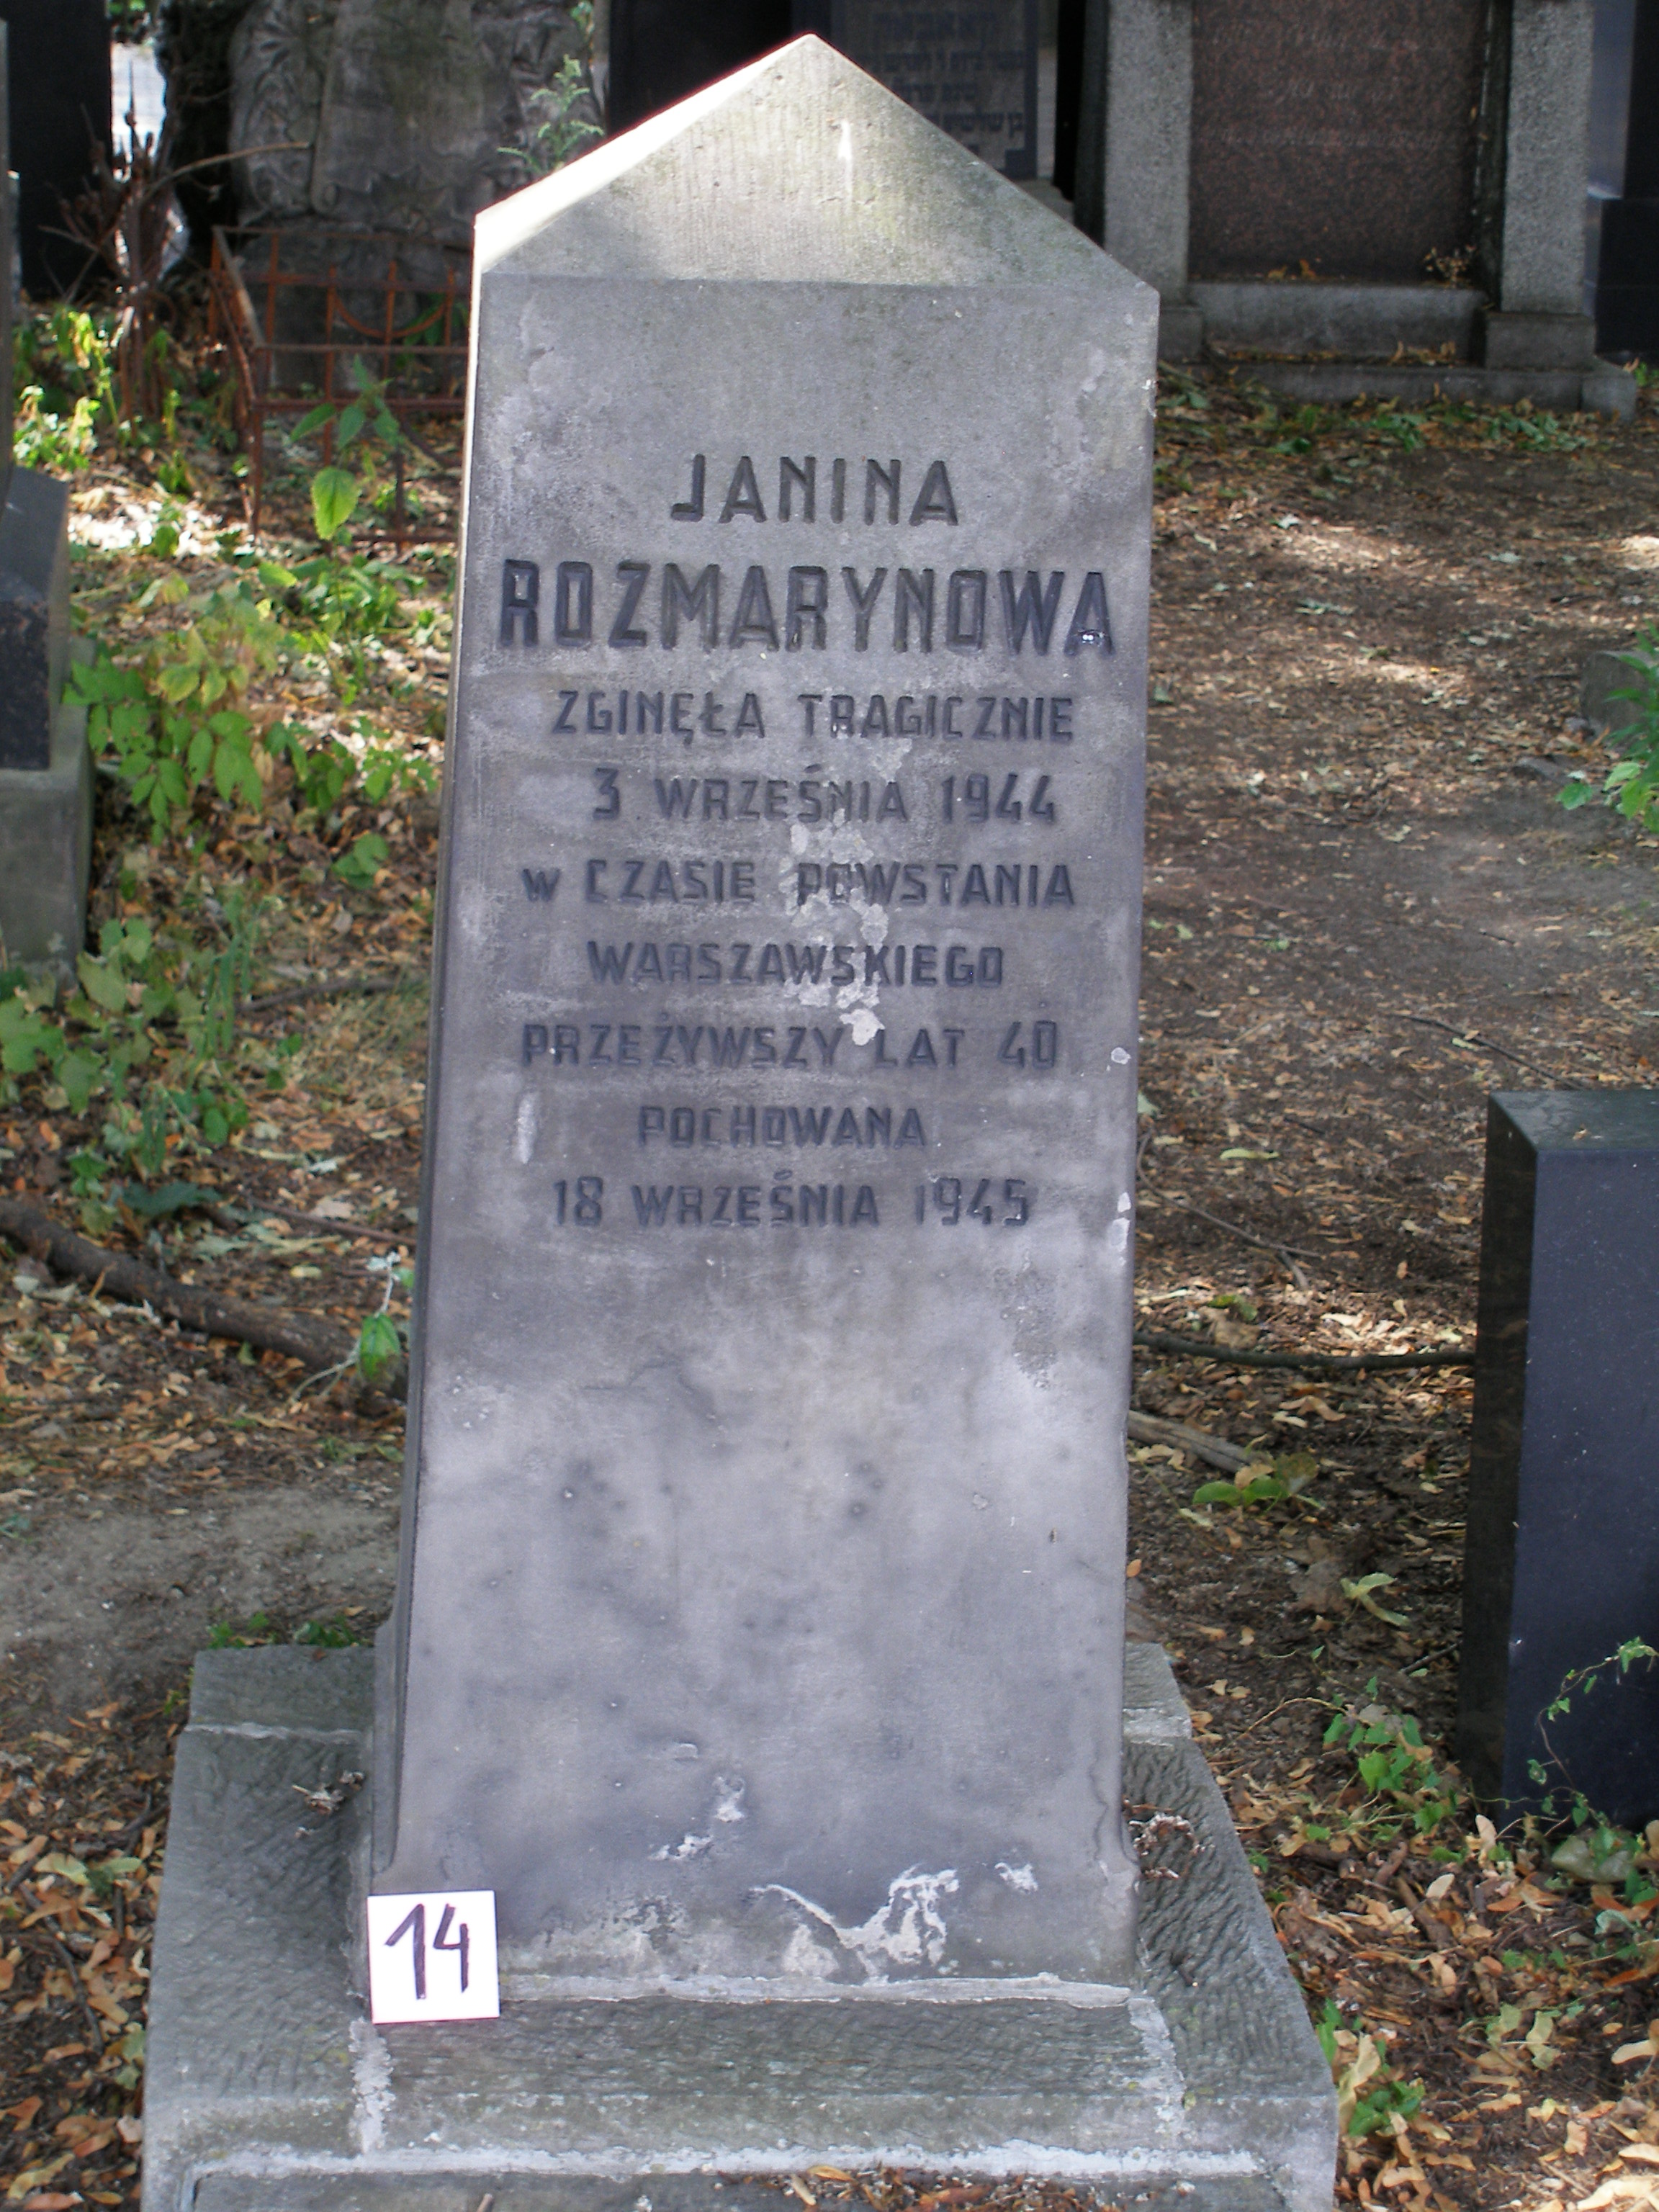 JANINA
ROZMARYNOWA
ZGINĘŁA TRAGICZNIE
3 WRZEŚNIA 1944
W CZASIE POWSTANIA
WARSZAWSKIEGO
PRZEŻYWSZY LAT 40
POCHOWANA
18 WRZEŚNIA 1945
14